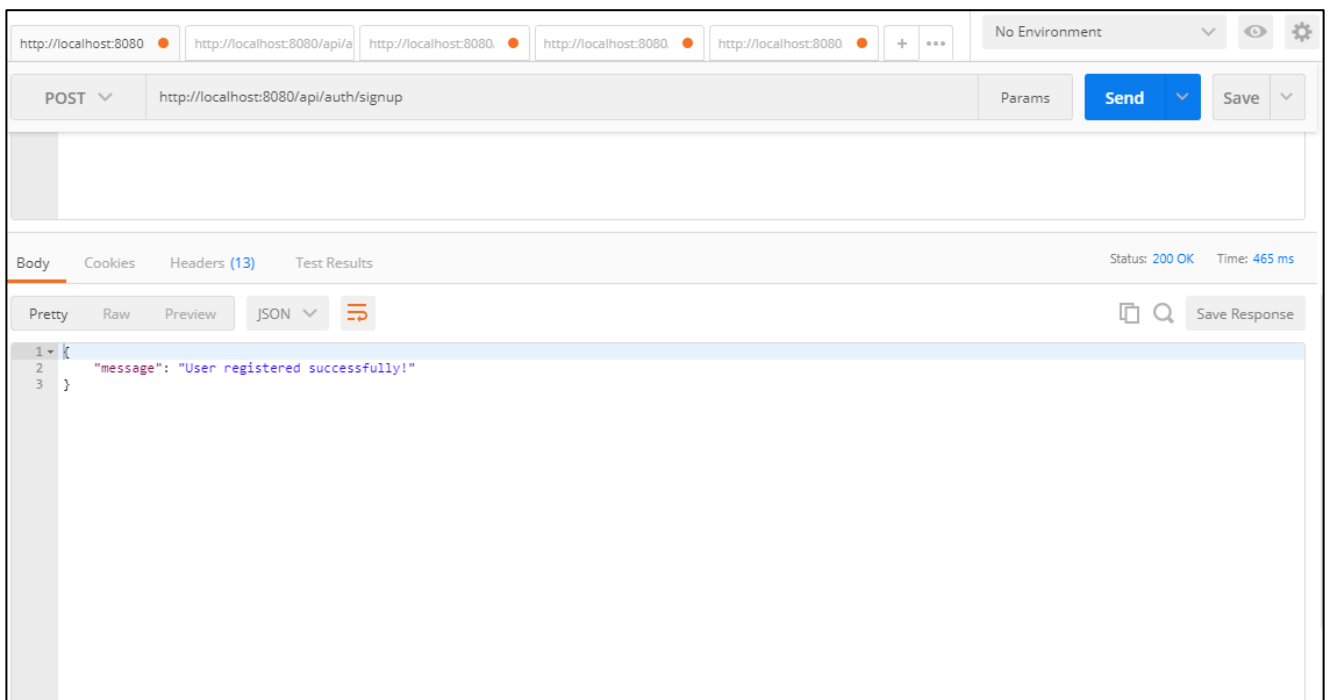 http://localhost:8080 http://localhost:8080/api/a http://localhost:8080. http://localhost:8080. http://localhost:8080 + ••• No Environment
POST http://localhost:8080/api/auth/signup Params Send Save
Body Cookies Headers (13) Test Results Status: 200 OK Time: 465 ms
Pretty Raw Preview JSON Save Response
1 {
2 "message": "User registered successfully!"
3 }